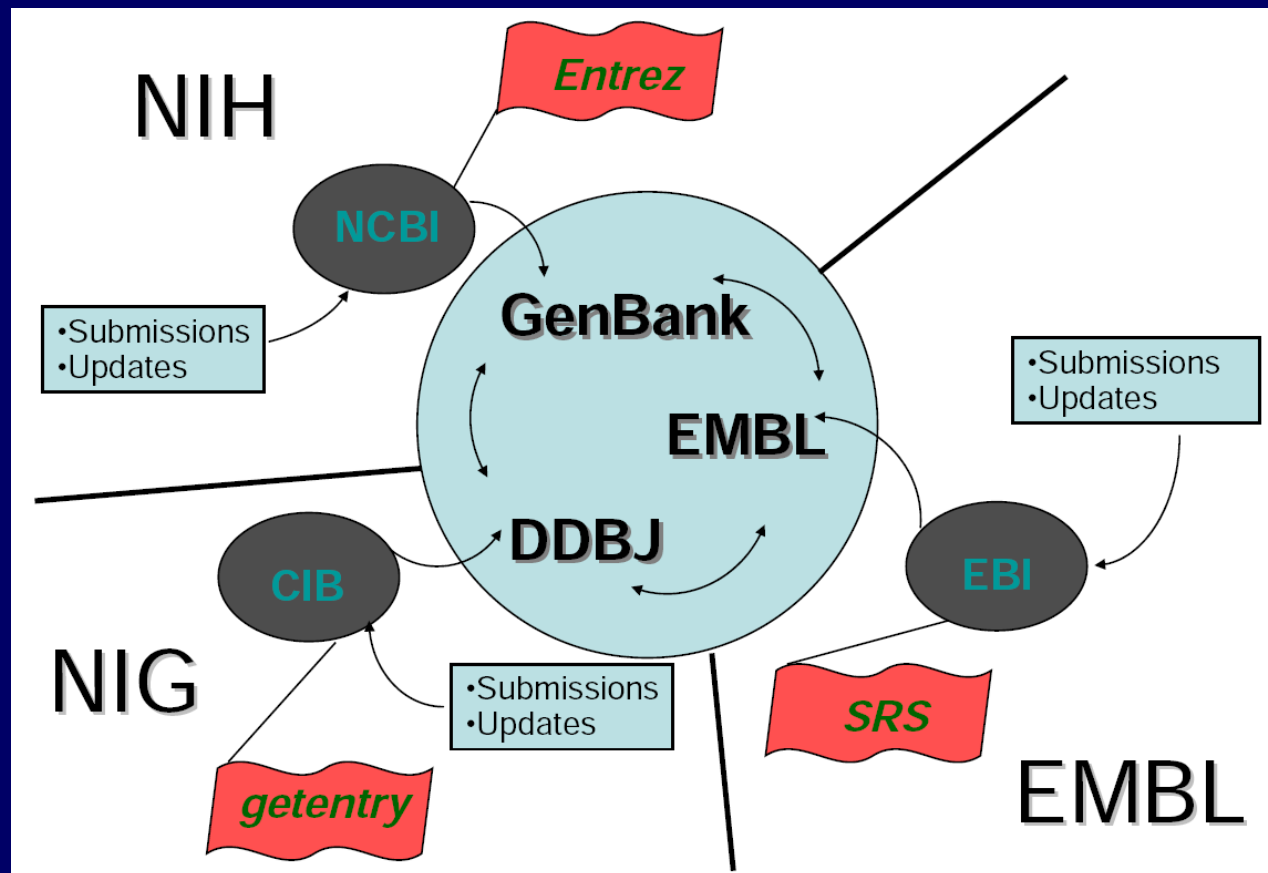 NIH
Entrez
NCBI
•Submissions
•Updates
GenBank
EMBL
DDBJ
•Submissions
•Updates
EBI
SRS
EMBL
CIB
NIG
•Submissions
•Updates
getentry